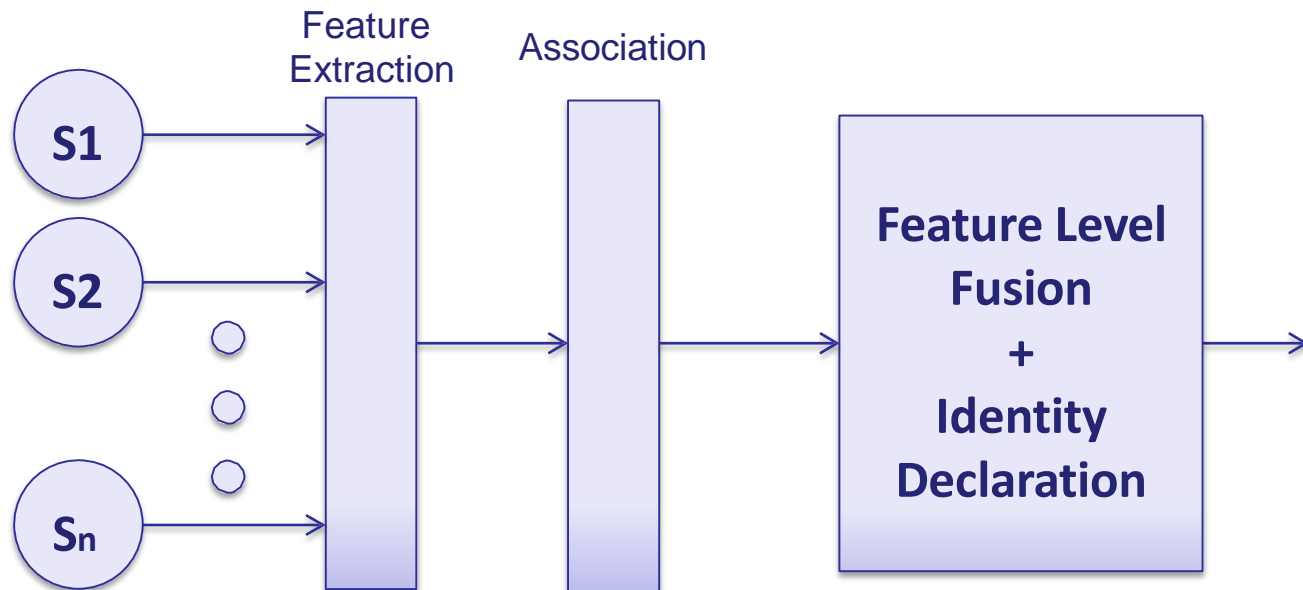 Feature
Extraction
Association
S1
S2
Sn
Feature Level
Fusion
+
Identity
Declaration